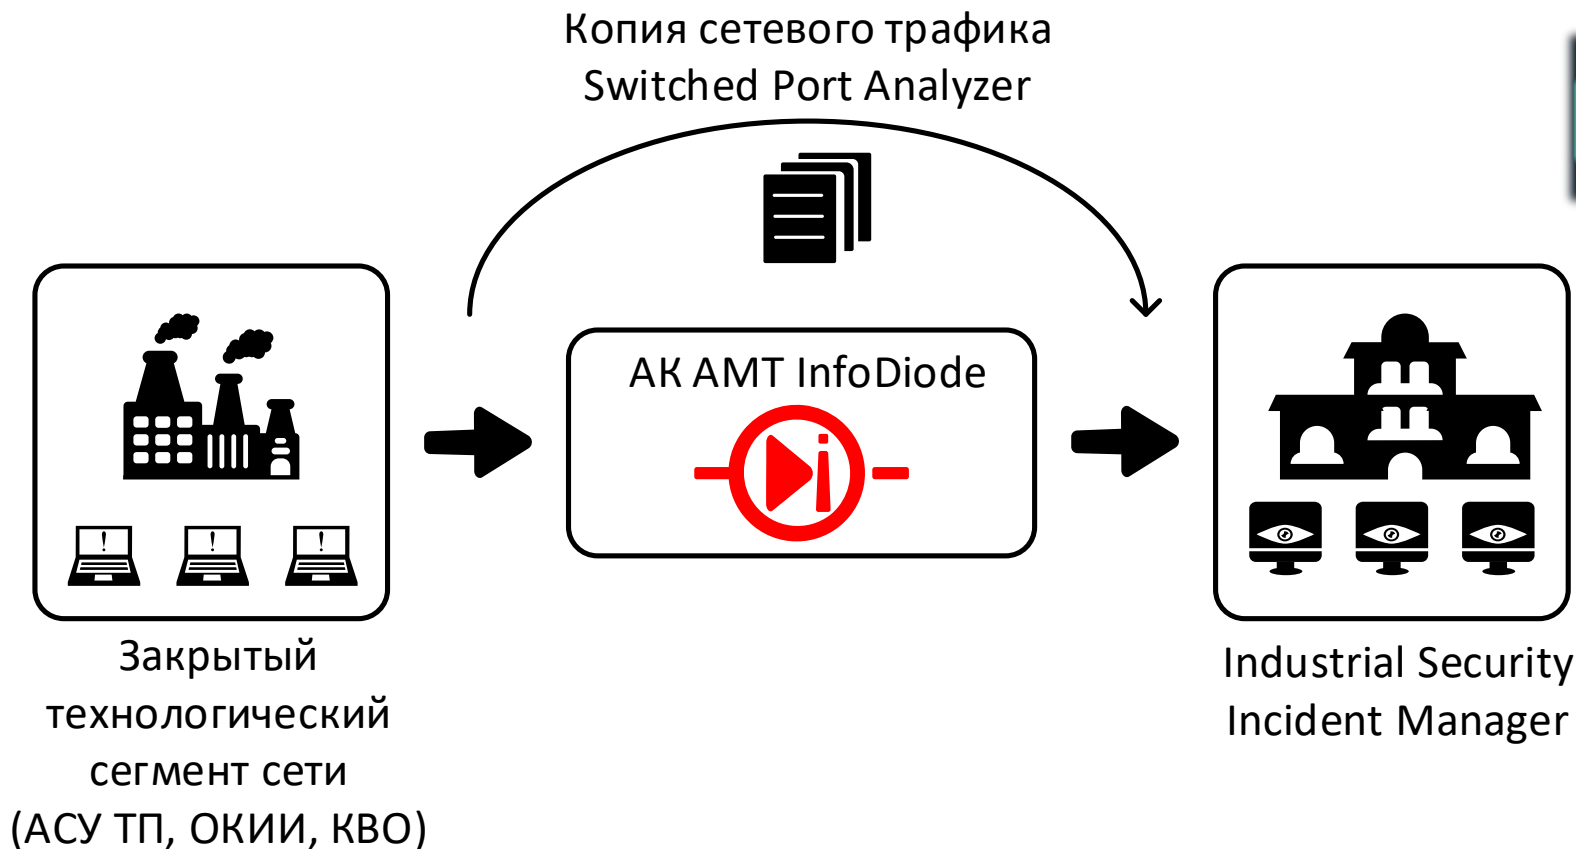 Копия сетевого трафика
Switched Port Analyzer
АК АМТ InfoDiode
Закрытый
технологический
сегмент сети
(АСУ ТП, ОКИИ, КВО)
Industrial Security
Incident Manager